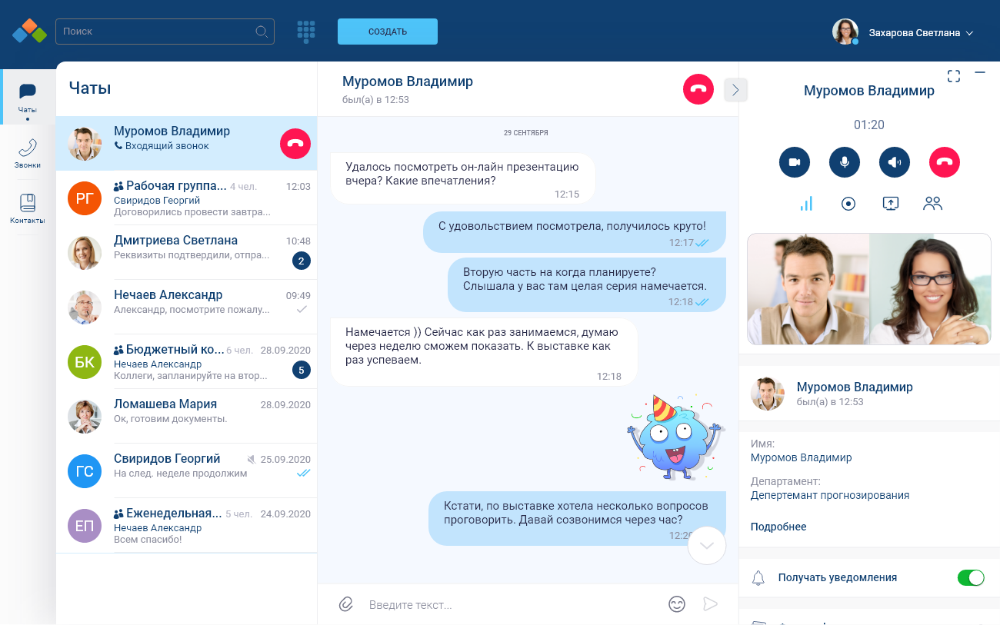 Поиск
СОЗДАТЬ
Захарова Светлана
Чаты
Звонки
Контакты
Чаты
Муромов Владимир
Входящий звонок
РГ
Рабочая группа... 4 чел. 12:03
Свиридов Георгий
Договорились провести завтра...
Дмитриева Светлана 10:48
Реквизиты подтвердили, отпра... 2
Нечаев Александр 09:49
Александр, посмотрите пожалу...
БК
Бюджетный ко... 6 чел. 28.09.2020
Нечаев Александр
Коллеги, запланируйте на втор... 5
Ломашева Мария 28.09.2020
Ок, готовим документы.
ГС
Свиридов Георгий 25.09.2020
На след. неделе продолжим
ЕП
Еженедельная... 5 чел. 24.09.2020
Нечаев Александр
Всем спасибо!
Муромов Владимир
был(а) в 12:53
29 СЕНТЯБРЯ
Удалось посмотреть он-лайн презентацию
вчера? Какие впечатления?
12:15
С удовольствием посмотрела, получилось круто!
12:17
Вторую часть на когда планируете?
Слышала у вас там целая серия намечается.
12:18
Намечается )) Сейчас как раз занимаемся, думаю
через неделю сможем показать. К выставке как
раз успеваем.
12:18
Кстати, по выставке хотела несколько вопросов
проговорить. Давай созвонимся через час?
Введите текст...
Муромов Владимир
01:20
Муромов Владимир
был(а) в 12:53
Имя:
Муромов Владимир
Департамент:
Депертемант прогнозирования
Подробнее
Получать уведомления